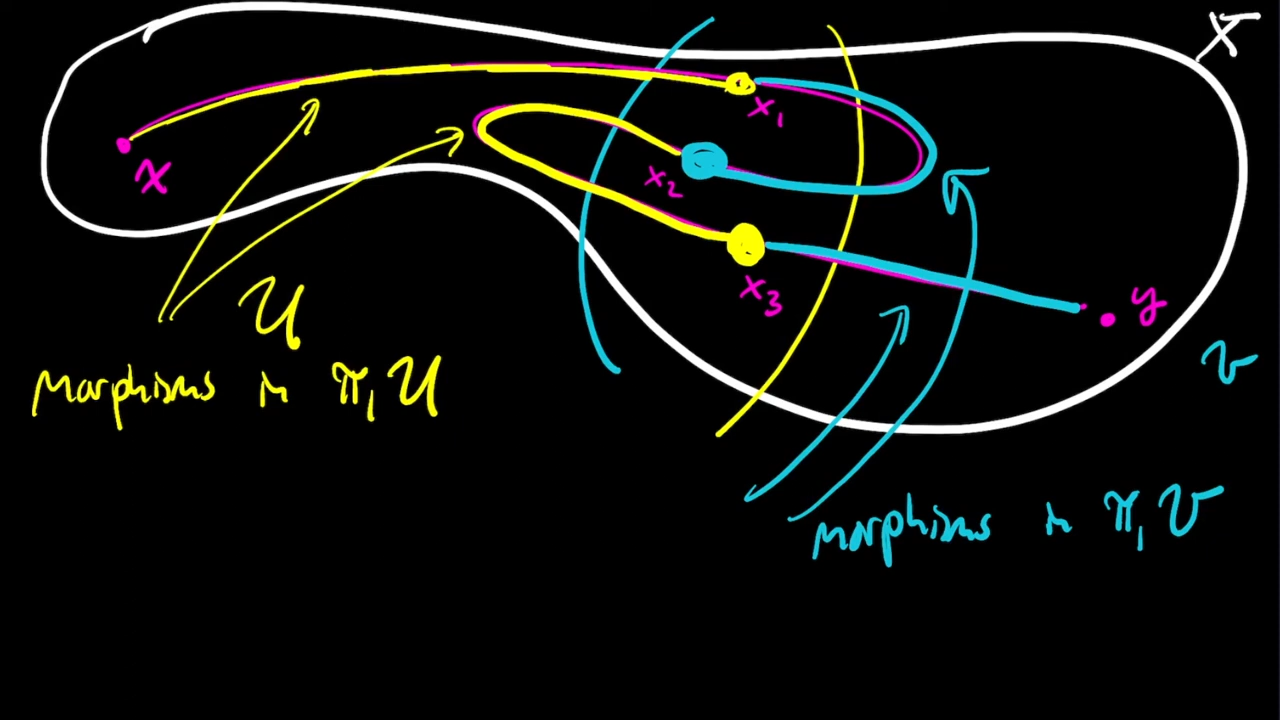 X
x₁
x
x₂
x₃
y
U
V
morphisms in π₁ U
morphisms in π₁ V